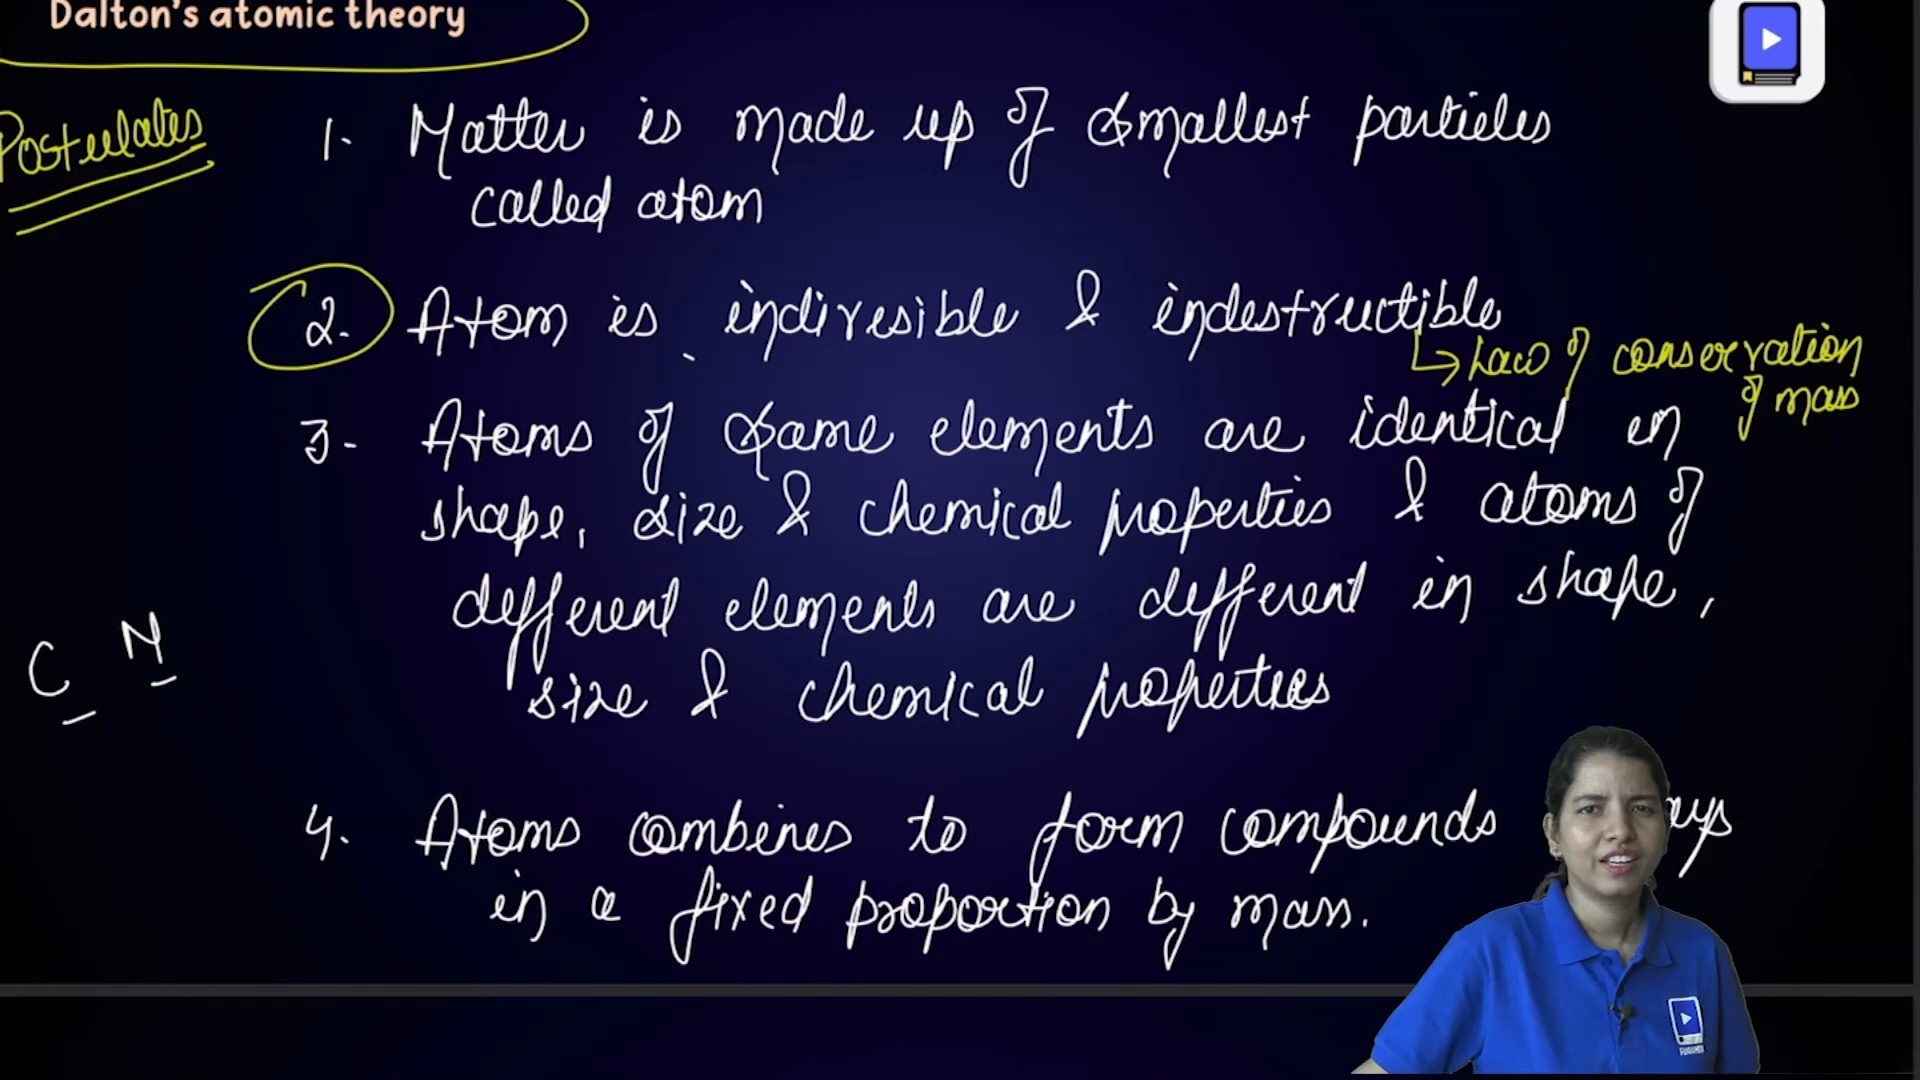 Dalton's atomic theory
Postulates
1. Matter is made up of smallest particles
called atom
2. Atom is indivisible & indestructible
↳ Law of conservation
of mass
3- Atoms of same elements are identical in
shape, size & chemical properties & atoms of
different elements are different in shape,
size & chemical properties
C N
4. Atoms combines to form compounds
in a fixed proportion by mass.